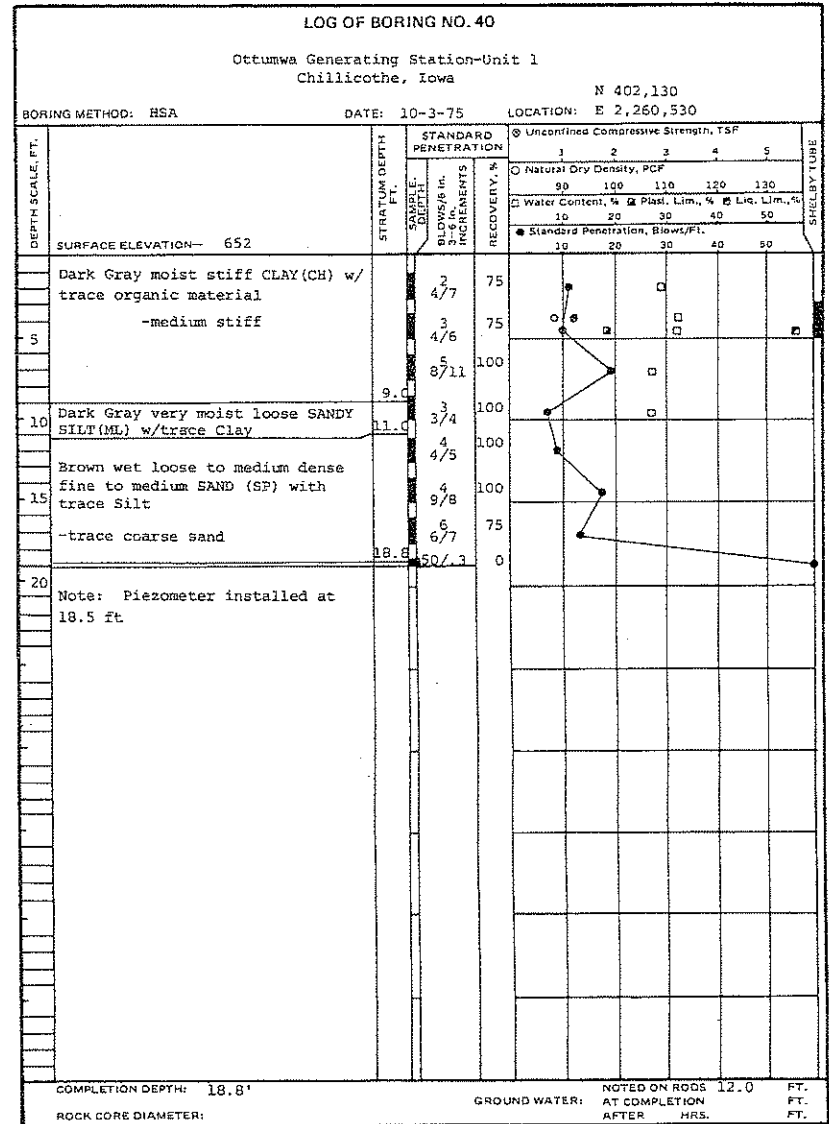 LOG OF BORING NO. 40
Ottumwa Generating Station-Unit 1
Chillicothe, Iowa
N 402,130
BORING METHOD: HSA DATE: 10-3-75 LOCATION: E 2,260,530
DEPTH SCALE, FT.
SURFACE ELEVATION— 652
STRATUM DEPTH FT.
STANDARD PENETRATION
SAMPLE DEPTH
BLOWS/6 in. 3-6 in. INCREMENTS
RECOVERY, %
Unconfined Compressive Strength, TSF
1 2 3 4 5
Natural Dry Density, PCF
90 100 110 120 130
Water Content, % Plast. Lim., % Liq. Lim., %
10 20 30 40 50
Standard Penetration, Blows/Ft.
10 20 30 40 50
SHELBY TUBE
Dark Gray moist stiff CLAY(CH) w/
trace organic material
2
4/7 75
-medium stiff
3
4/6 75
5
5
8/11 100
9.0
Dark Gray very moist loose SANDY
SILT(ML) w/trace Clay
10
11.0
3
3/4 100
4
4/5 100
Brown wet loose to medium dense
fine to medium SAND (SP) with
trace Silt
15
4
9/8 100
-trace coarse sand
6
6/7 75
18.8 50/.3 0
20
Note: Piezometer installed at
18.5 ft
COMPLETION DEPTH: 18.8'
ROCK CORE DIAMETER:
GROUND WATER:
NOTED ON RODS 12.0 FT.
AT COMPLETION FT.
AFTER HRS. FT.